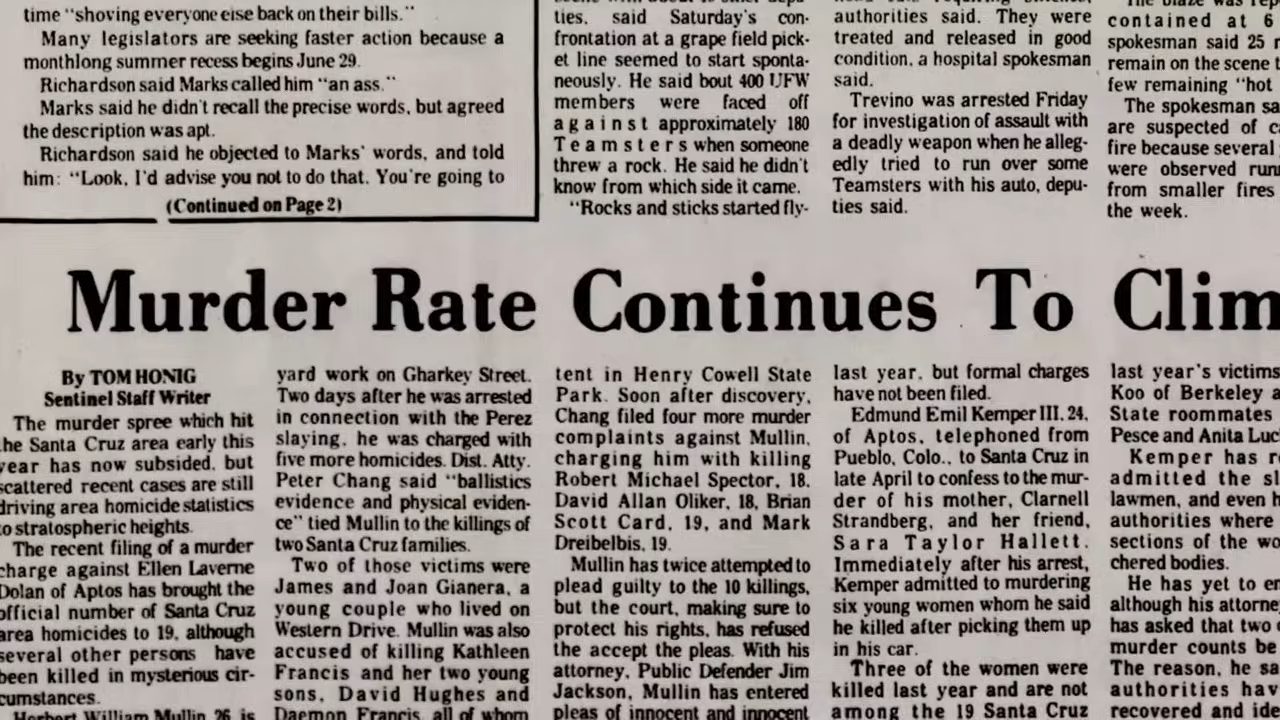 time "shoving everyone else back on their bills."
Many legislators are seeking faster action because a
monthlong summer recess begins June 29.
Richardson said Marks called him "an ass."
Marks said he didn't recall the precise words, but agreed
the description was apt.
Richardson said he objected to Marks' words, and told
him: "Look, I'd advise you not to do that. You're going to
(Continued on Page 2)
ties, said Saturday's con-
frontation at a grape field pick-
et line seemed to start sponta-
neously. He said bout 400 UFW
members were faced off
against approximately 180
Teamsters when someone
threw a rock. He said he didn't
know from which side it came.
"Rocks and sticks started fly-
authorities said. They were
treated and released in good
condition, a hospital spokesman
said.
Trevino was arrested Friday
for investigation of assault with
a deadly weapon when he alleg-
edly tried to run over some
Teamsters with his auto, depu-
ties said.
The blaze was
contained at 6
spokesman said 25
remain on the scene
few remaining "hot
The spokesman
are suspected of
fire because several
were observed
from smaller fires
the week.
Murder Rate Continues To Clim
By TOM HONIG
Sentinel Staff Writer
The murder spree which hit
the Santa Cruz area early this
year has now subsided, but
scattered recent cases are still
driving area homicide statistics
to stratospheric heights.
The recent filing of a murder
charge against Ellen Laverne
Dolan of Aptos has brought the
official number of Santa Cruz
area homicides to 19, although
several other persons have
been killed in mysterious cir-
cumstances.
Herbert William Mullin, 26, is
yard work on Gharkey Street.
Two days after he was arrested
in connection with the Perez
slaying, he was charged with
five more homicides. Dist. Atty.
Peter Chang said "ballistics
evidence and physical eviden-
ce" tied Mullin to the killings of
two Santa Cruz families.
Two of those victims were
James and Joan Gianera, a
young couple who lived on
Western Drive. Mullin was also
accused of killing Kathleen
Francis and her two young
sons, David Hughes and
Daemon Francis, all of whom
tent in Henry Cowell State
Park. Soon after discovery,
Chang filed four more murder
complaints against Mullin,
charging him with killing
Robert Michael Spector, 18,
David Allan Oliker, 18, Brian
Scott Card, 19, and Mark
Dreibelbis, 19.
Mullin has twice attempted to
plead guilty to the 10 killings,
but the court, making sure to
protect his rights, has refused
the accept the pleas. With his
attorney, Public Defender Jim
Jackson, Mullin has entered
pleas of innocent and innocent
last year, but formal charges
have not been filed.
Edmund Emil Kemper III, 24,
of Aptos, telephoned from
Pueblo, Colo., to Santa Cruz in
late April to confess to the mur-
der of his mother, Clarnell
Strandberg, and her friend,
Sara Taylor Hallett.
Immediately after his arrest,
Kemper admitted to murdering
six young women whom he said
he killed after picking them up
in his car.
Three of the women were
killed last year and are not
among the 19 Santa Cruz
last year's victims
Koo of Berkeley
State roommates
Pesce and Anita
Kemper has
admitted the
lawmen, and even
authorities where
sections of the
chered bodies.
He has yet to
although his
has asked that two
murder counts be
The reason, he
authorities
recovered and